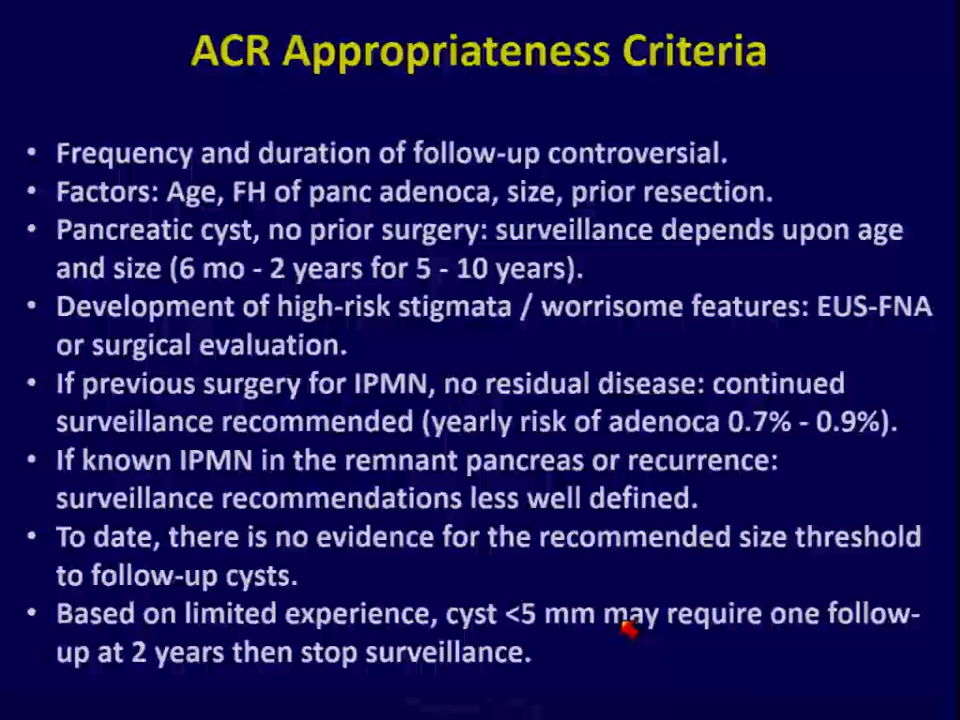 ACR Appropriateness Criteria
• Frequency and duration of follow-up controversial.
• Factors: Age, FH of panc adenoca, size, prior resection.
• Pancreatic cyst, no prior surgery: surveillance depends upon age
and size (6 mo - 2 years for 5 - 10 years).
• Development of high-risk stigmata / worrisome features: EUS-FNA
or surgical evaluation.
• If previous surgery for IPMN, no residual disease: continued
surveillance recommended (yearly risk of adenoca 0.7% - 0.9%).
• If known IPMN in the remnant pancreas or recurrence:
surveillance recommendations less well defined.
• To date, there is no evidence for the recommended size threshold
to follow-up cysts.
• Based on limited experience, cyst <5 mm may require one follow-
up at 2 years then stop surveillance.